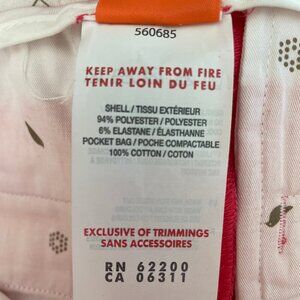 560685
KEEP AWAY FROM FIRE
TENIR LOIN DU FEU
SHELL / TISSU EXTÉRIEUR
94% POLYESTER / POLYESTER
6% ELASTANE / ÉLASTHANNE
POCKET BAG / POCHE COMPACTABLE
100% COTTON / COTON
EXCLUSIVE OF TRIMMINGS
SANS ACCESSOIRES
RN 62200
CA 06311